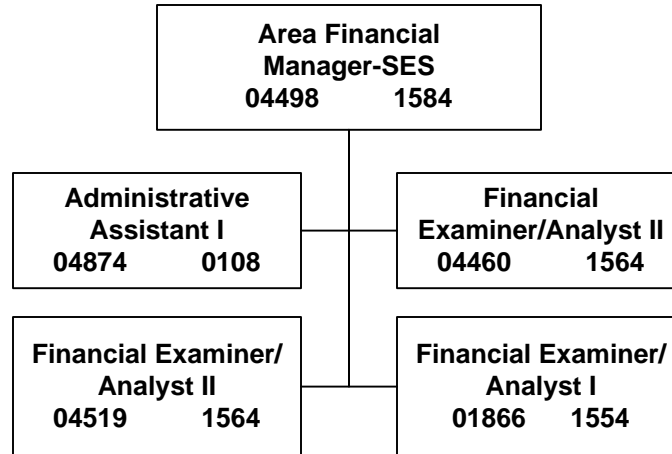 Area Financial
Manager-SES
04498 1584
Administrative
Assistant I
04874 0108
Financial
Examiner/Analyst II
04460 1564
Financial Examiner/
Analyst II
04519 1564
Financial Examiner/
Analyst I
01866 1554